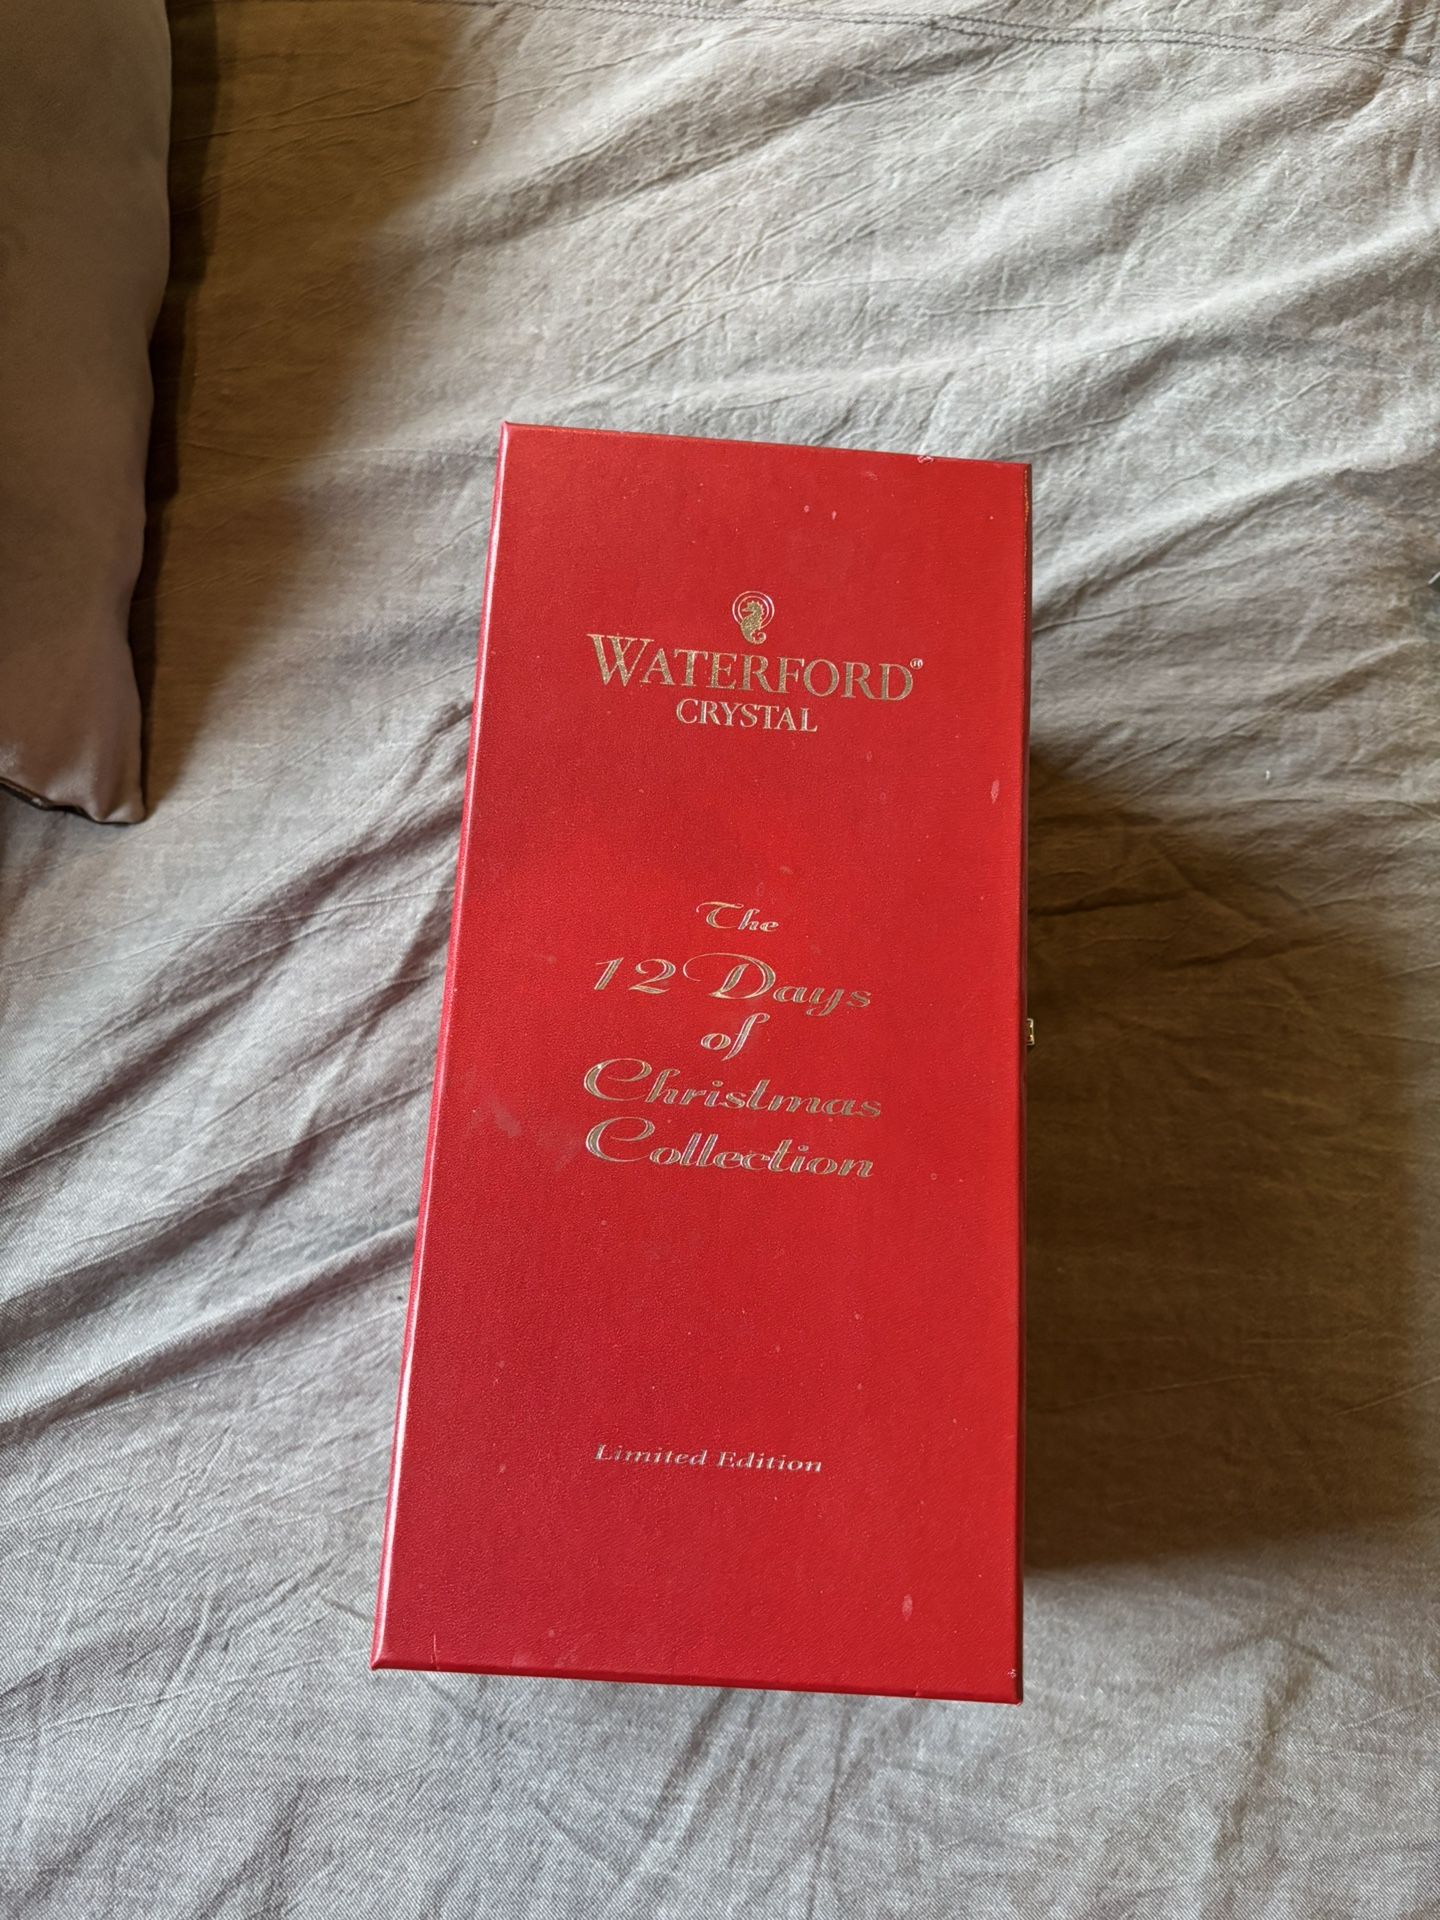 WATERFORD®
CRYSTAL
The
12 Days
of
Christmas
Collection
Limited Edition